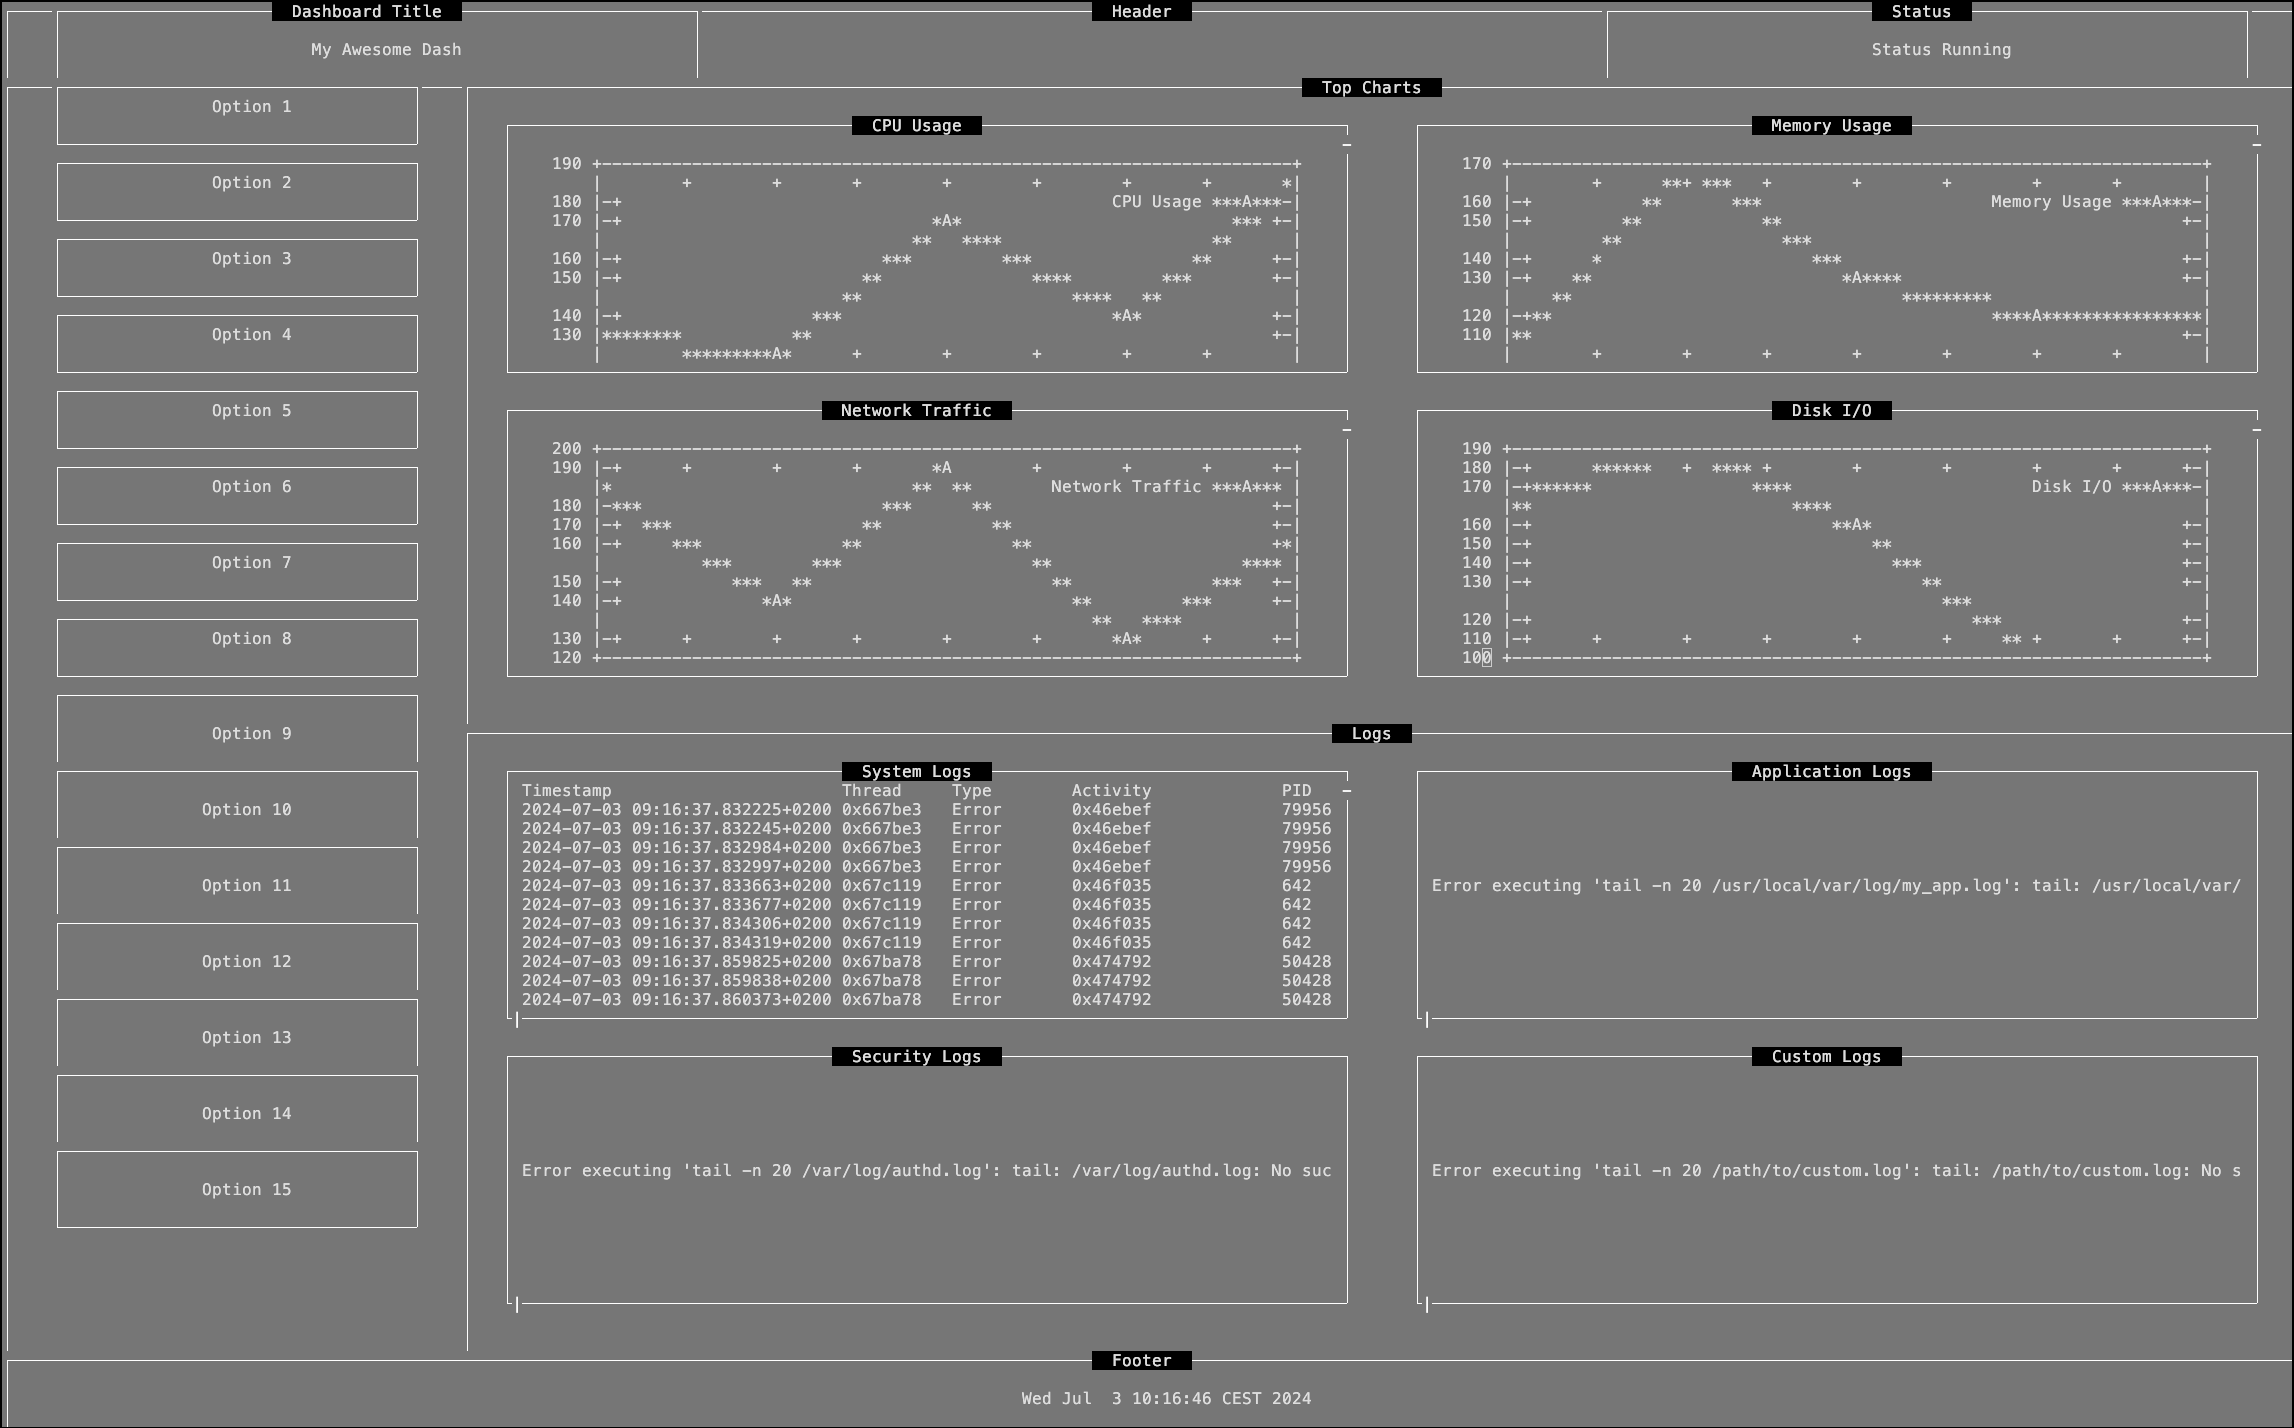 Dashboard Title
Header
Status
My Awesome Dash
Status Running
Option 1
Option 2
Option 3
Option 4
Option 5
Option 6
Option 7
Option 8
Option 9
Option 10
Option 11
Option 12
Option 13
Option 14
Option 15
Top Charts
CPU Usage
190
180
CPU Usage ***A***
170
160
150
140
130
Memory Usage
170
160
Memory Usage ***A***
150
140
130
120
110
Network Traffic
200
190
Network Traffic ***A***
180
170
160
150
140
130
120
Disk I/O
190
180
170
Disk I/O ***A***
160
150
140
130
120
110
100
Logs
System Logs
Timestamp Thread Type Activity PID
2024-07-03 09:16:37.832225+0200 0x667be3 Error 0x46ebef 79956
2024-07-03 09:16:37.832245+0200 0x667be3 Error 0x46ebef 79956
2024-07-03 09:16:37.832984+0200 0x667be3 Error 0x46ebef 79956
2024-07-03 09:16:37.832997+0200 0x667be3 Error 0x46ebef 79956
2024-07-03 09:16:37.833663+0200 0x67c119 Error 0x46f035 642
2024-07-03 09:16:37.833677+0200 0x67c119 Error 0x46f035 642
2024-07-03 09:16:37.834306+0200 0x67c119 Error 0x46f035 642
2024-07-03 09:16:37.834319+0200 0x67c119 Error 0x46f035 642
2024-07-03 09:16:37.859825+0200 0x67ba78 Error 0x474792 50428
2024-07-03 09:16:37.859838+0200 0x67ba78 Error 0x474792 50428
2024-07-03 09:16:37.860373+0200 0x67ba78 Error 0x474792 50428
Application Logs
Error executing 'tail -n 20 /usr/local/var/log/my_app.log': tail: /usr/local/var/
Security Logs
Error executing 'tail -n 20 /var/log/authd.log': tail: /var/log/authd.log: No suc
Custom Logs
Error executing 'tail -n 20 /path/to/custom.log': tail: /path/to/custom.log: No s
Footer
Wed Jul  3 10:16:46 CEST 2024